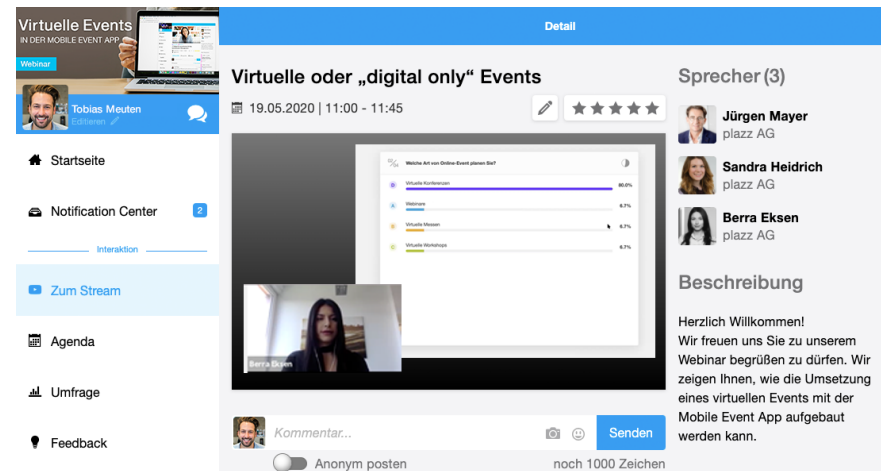 Virtuelle Events
IN DER MOBILE EVENT APP
Webinar
Tobias Meuten
Editieren
Startseite
Notification Center
2
Interaktion
Zum Stream
Agenda
Umfrage
Feedback
Detail
Virtuelle oder „digital only" Events
19.05.2020 | 11:00 - 11:45
Welche Art von Online-Event planen Sie?
D Virtuelle Konferenzen
80.0%
A Webinare
6.7%
Virtuelle Messen
6.7%
C Virtuelle Workshops
6.7%
Berra Eksen
Kommentar...
Senden
Anonym posten
noch 1000 Zeichen
Sprecher (3)
Jürgen Mayer
plazz AG
Sandra Heidrich
plazz AG
Berra Eksen
plazz AG
Beschreibung
Herzlich Willkommen!
Wir freuen uns Sie zu unserem
Webinar begrüßen zu dürfen. Wir
zeigen Ihnen, wie die Umsetzung
eines virtuellen Events mit der
Mobile Event App aufgebaut
werden kann.